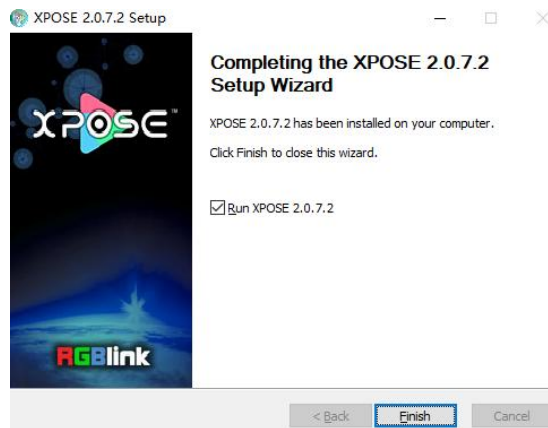 XPOSE 2.0.7.2 Setup
XPOSE™
Completing the XPOSE 2.0.7.2
Setup Wizard
XPOSE 2.0.7.2 has been installed on your computer.
Click Finish to close this wizard.
Run XPOSE 2.0.7.2
RGBlink
< Back
Finish
Cancel